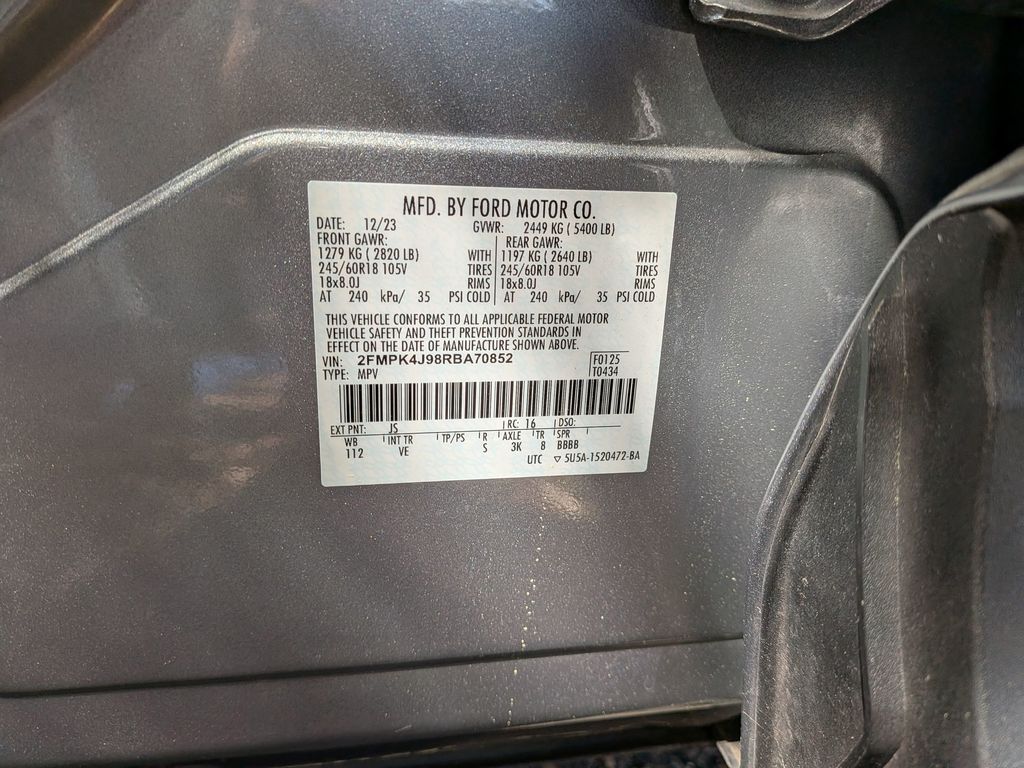 MFD. BY FORD MOTOR CO.
DATE: 12/23 GVWR: 2449 KG ( 5400 LB)
FRONT GAWR: REAR GAWR:
1279 KG ( 2820 LB) WITH 1197 KG ( 2640 LB) WITH
245/60R18 105V TIRES 245/60R18 105V TIRES
18x8.0J RIMS 18x8.0J RIMS
AT 240 kPa/ 35 PSI COLD AT 240 kPa/ 35 PSI COLD
THIS VEHICLE CONFORMS TO ALL APPLICABLE FEDERAL MOTOR
VEHICLE SAFETY AND THEFT PREVENTION STANDARDS IN
EFFECT ON THE DATE OF MANUFACTURE SHOWN ABOVE.
VIN: 2FMPK4J98RBA70852 F0125
TYPE: MPV T0434
EXT PNT: JS RC: 16 DSO:
WB INT TR TP/PS R AXLE TR SPR
112 VE S 3K 8 BBBB
UTC ▽ 5U5A-1520472-BA